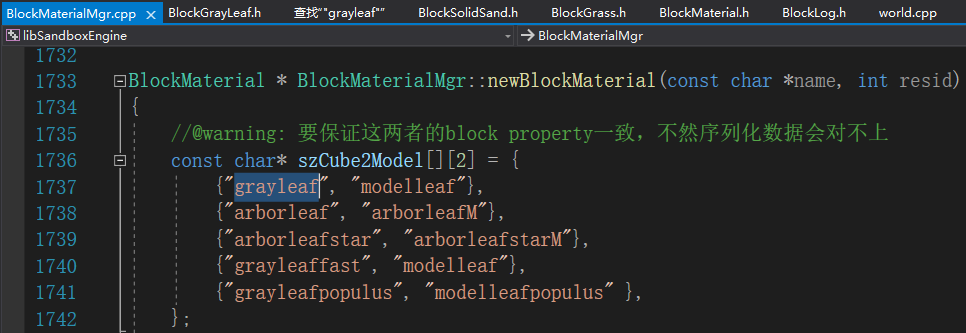 BlockMaterialMgr.cpp BlockGrayLeaf.h 查找“"grayleaf"” BlockSolidSand.h BlockGrass.h BlockMaterial.h BlockLog.h world.cpp
libSandboxEngine BlockMaterialMgr
1732
1733 BlockMaterial * BlockMaterialMgr::newBlockMaterial(const char *name, int resid)
1734 {
1735 //@warning: 要保证这两者的block property一致，不然序列化数据会对不上
1736 const char* szCube2Model[][2] = {
1737 {"grayleaf", "modelleaf"},
1738 {"arborleaf", "arborleafM"},
1739 {"arborleafstar", "arborleafstarM"},
1740 {"grayleaffast", "modelleaf"},
1741 {"grayleafpopulus", "modelleafpopulus" },
1742 };